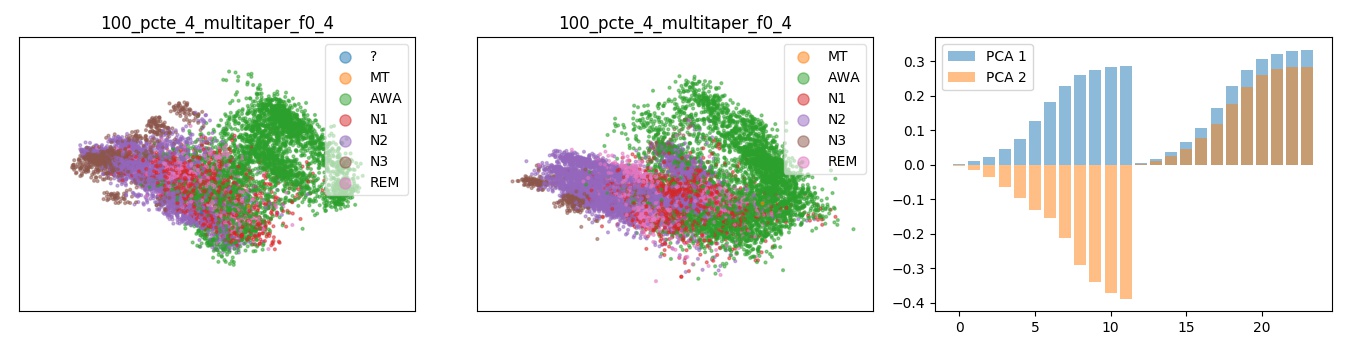 100_pcte_4_multitaper_f0_4
?
MT
AWA
N1
N2
N3
REM
100_pcte_4_multitaper_f0_4
MT
AWA
N1
N2
N3
REM
PCA 1
PCA 2
0.3
0.2
0.1
0.0
−0.1
−0.2
−0.3
−0.4
0 5 10 15 20